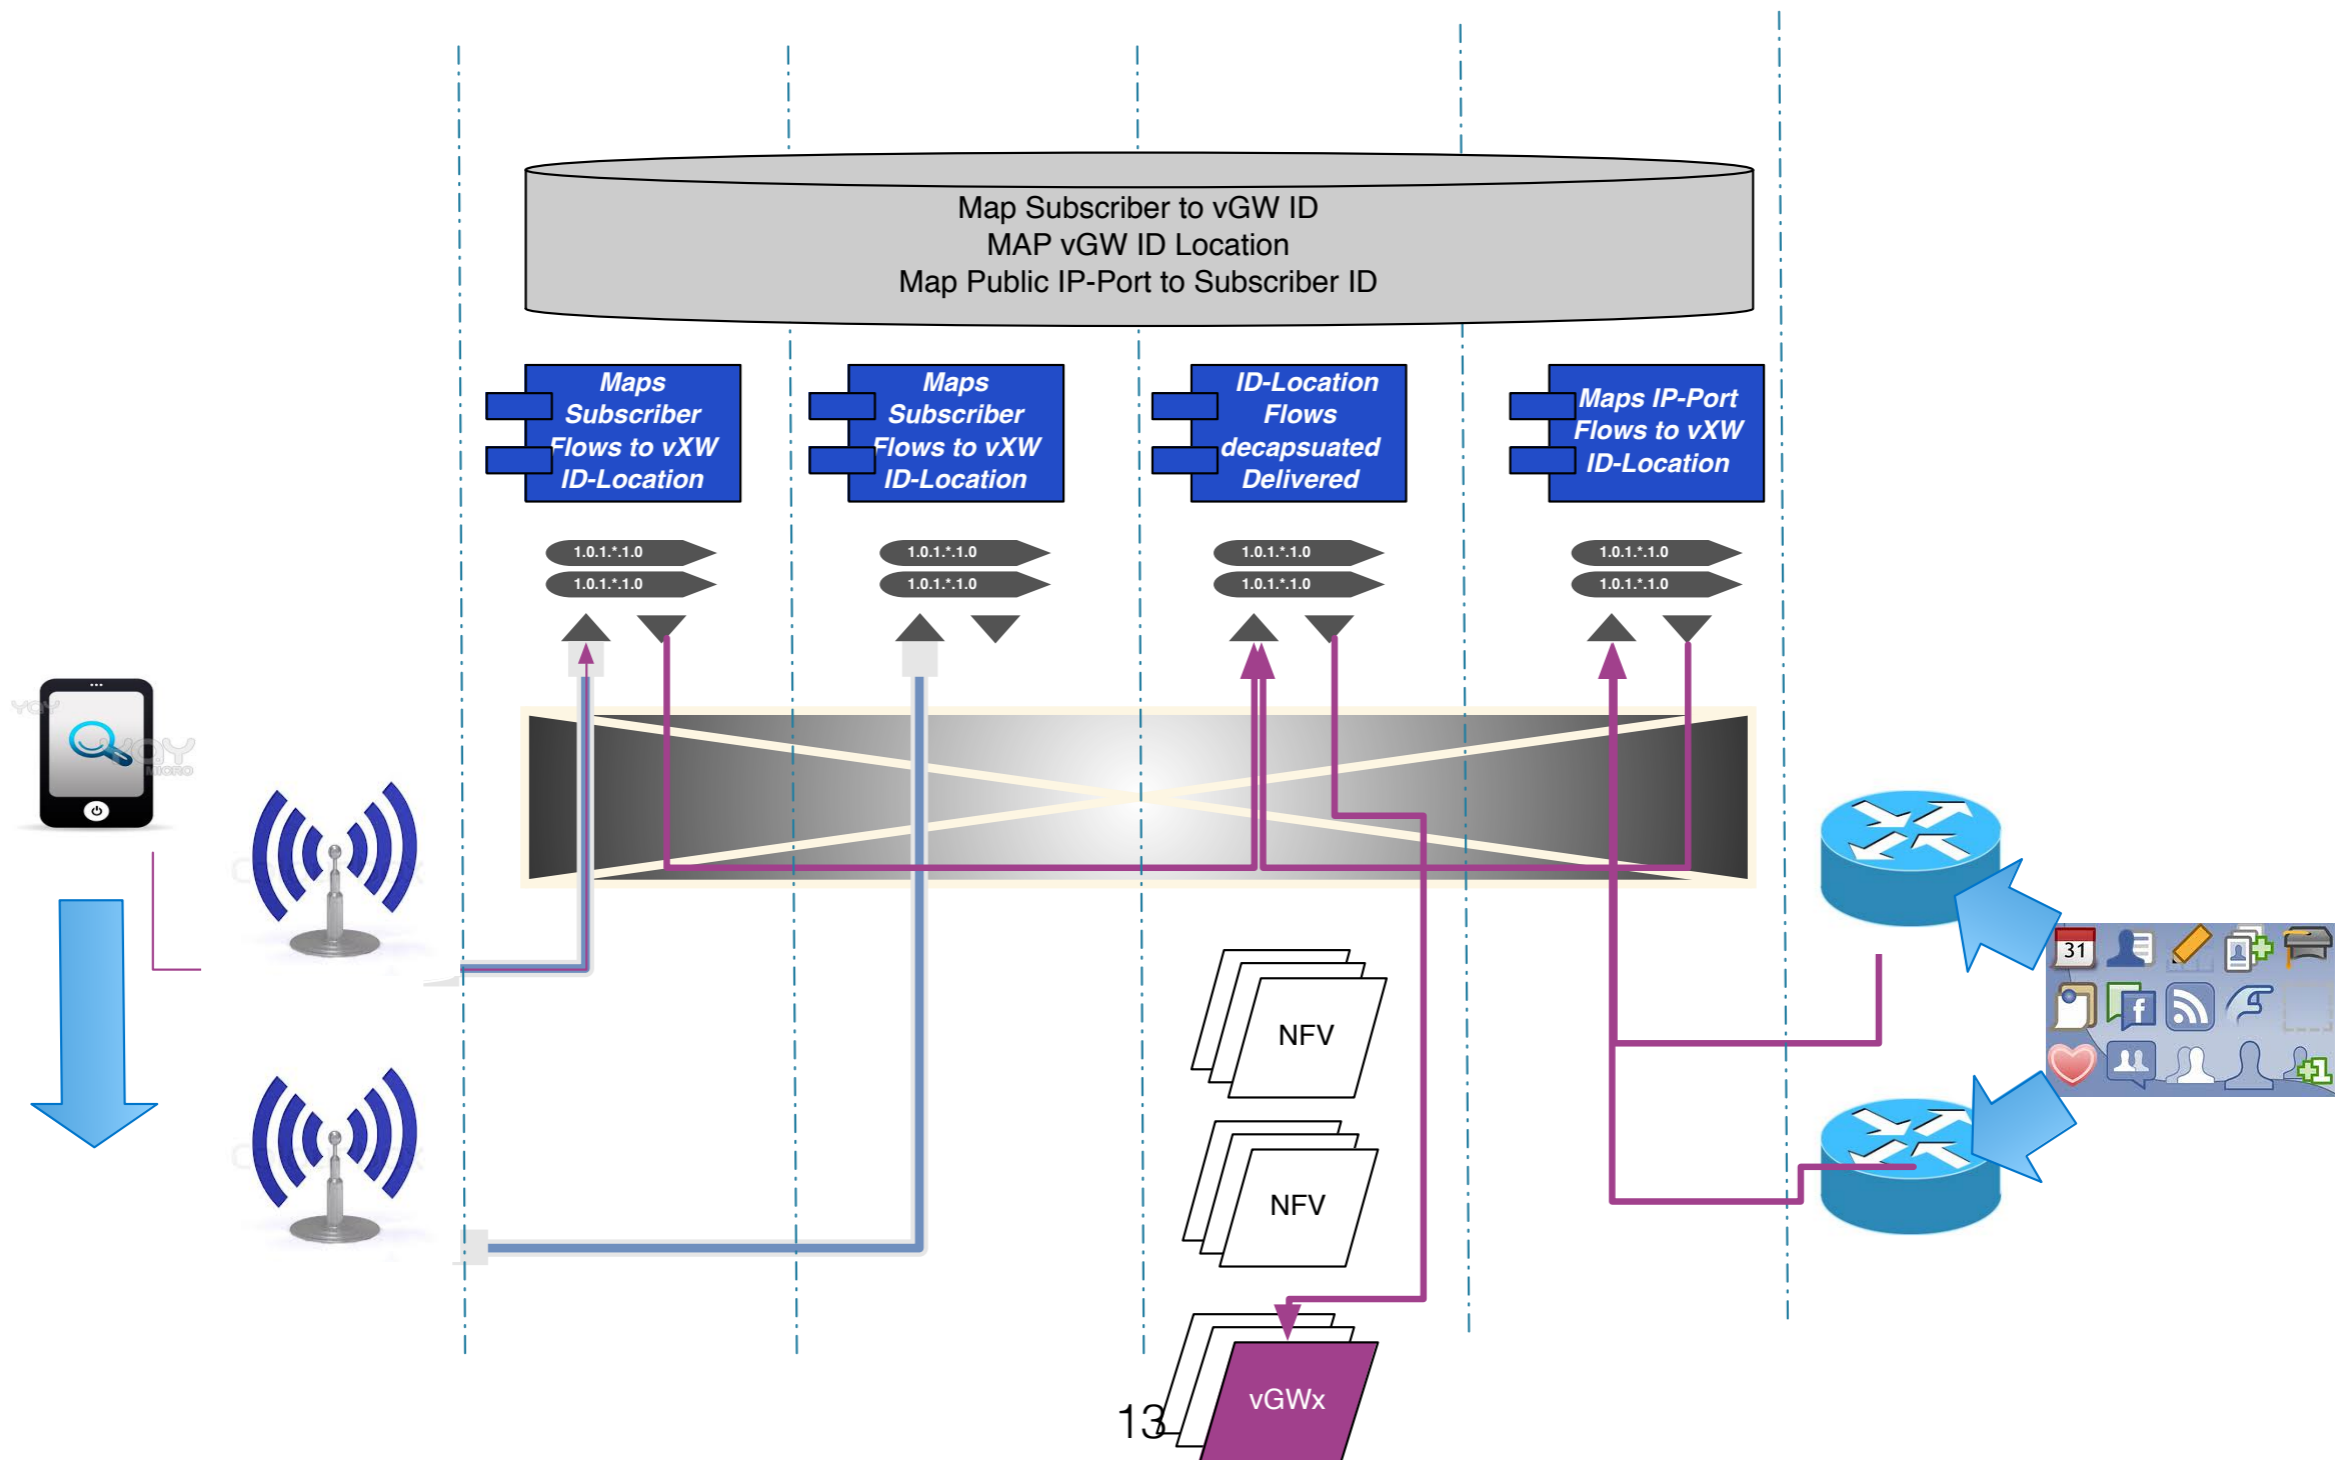 Map Subscriber to vGW ID
MAP vGW ID Location
Map Public IP-Port to Subscriber ID
Maps
Subscriber
Flows to vXW
ID-Location
Maps
Subscriber
Flows to vXW
ID-Location
ID-Location
Flows
decapsuated
Delivered
Maps IP-Port
Flows to vXW
ID-Location
1.0.1.*.1.0
1.0.1.*.1.0
1.0.1.*.1.0
1.0.1.*.1.0
1.0.1.*.1.0
1.0.1.*.1.0
1.0.1.*.1.0
1.0.1.*.1.0
YAY
YAY
MICRO
31
f
+1
NFV
NFV
vGWx
13